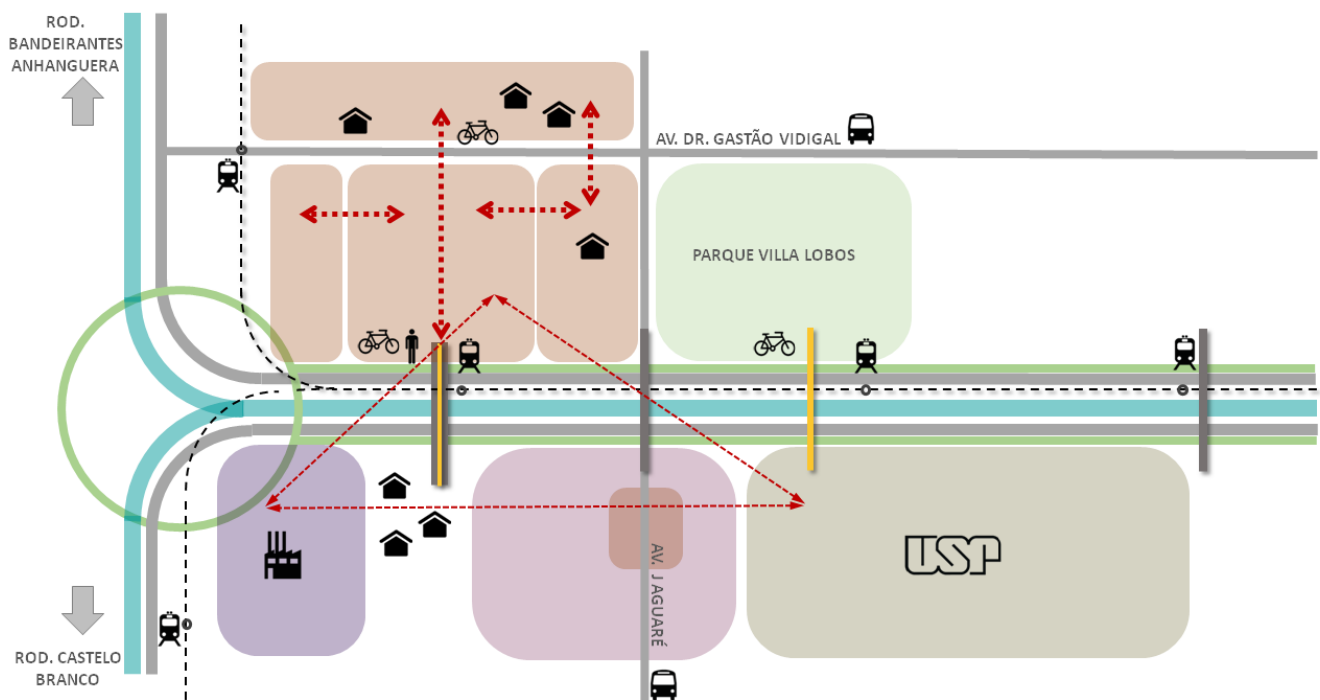 ROD.
BANDEIRANTES
ANHANGUERA
AV. DR. GASTÃO VIDIGAL
PARQUE VILLA LOBOS
USP
AV. JAGUARÉ
ROD. CASTELO
BRANCO